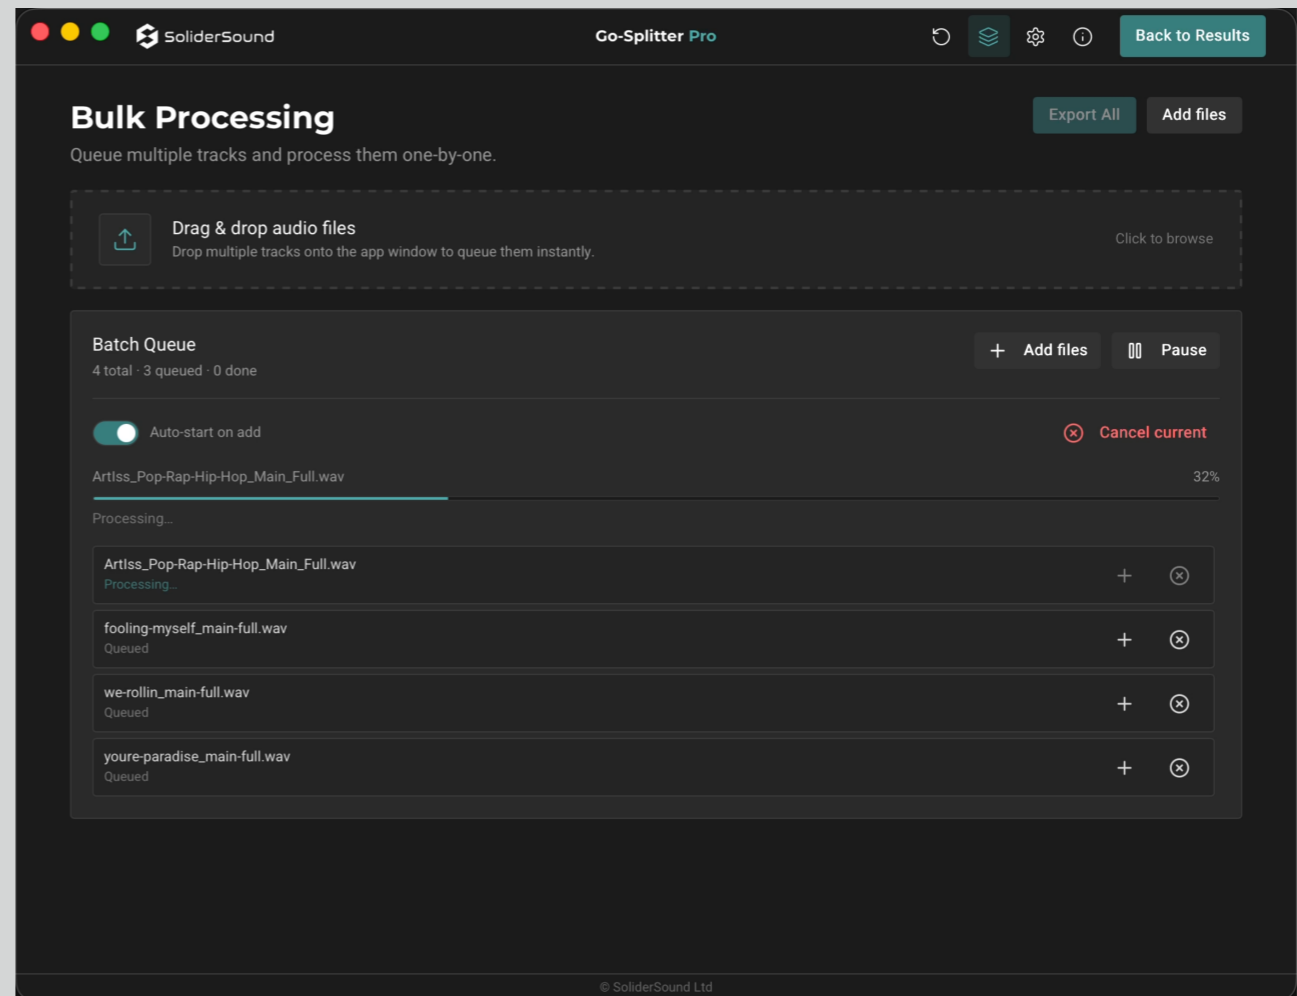 SoliderSound
Go-Splitter Pro
Back to Results
Bulk Processing
Export All
Add files
Queue multiple tracks and process them one-by-one.
Drag & drop audio files
Drop multiple tracks onto the app window to queue them instantly.
Click to browse
Batch Queue
4 total · 3 queued · 0 done
Add files
Pause
Auto-start on add
Cancel current
ArtIss_Pop-Rap-Hip-Hop_Main_Full.wav
32%
Processing…
ArtIss_Pop-Rap-Hip-Hop_Main_Full.wav
Processing…
fooling-myself_main-full.wav
Queued
we-rollin_main-full.wav
Queued
youre-paradise_main-full.wav
Queued
© SoliderSound Ltd